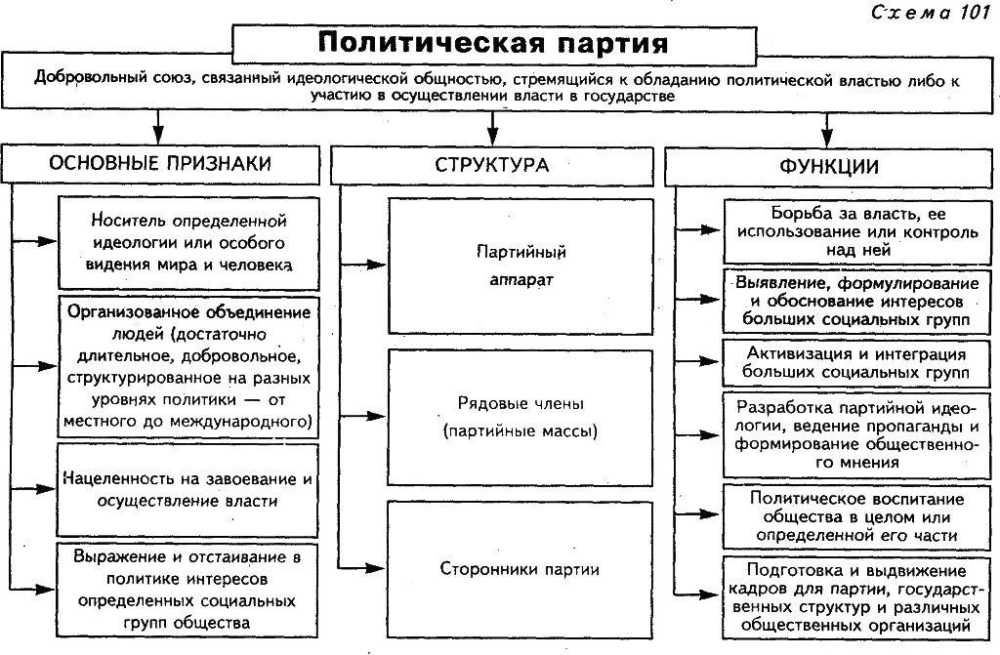 Схема 101
Политическая партия
Добровольный союз, связанный идеологической общностью, стремящийся к обладанию политической властью либо к
участию в осуществлении власти в государстве
ОСНОВНЫЕ ПРИЗНАКИ
Носитель определенной
идеологии или особого
видения мира и человека
Организованное объединение
людей (достаточно
длительное, добровольное,
структурированное на разных
уровнях политики — от
местного до международного)
Нацеленность на завоевание и
осуществление власти
Выражение и отстаивание в
политике интересов
определенных социальных
групп общества
СТРУКТУРА
Партийный
аппарат
Рядовые члены
(партийные массы)
Сторонники партии
ФУНКЦИИ
Борьба за власть, ее
использование или контроль
над ней
Выявление, формулирование
и обоснование интересов
больших социальных групп
Активизация и интеграция
больших социальных групп
Разработка партийной идео-
логии, ведение пропаганды и
формирование общественно-
го мнения
Политическое воспитание
общества в целом или
определенной его части
Подготовка и выдвижение
кадров для партии, государст-
венных структур и различных
общественных организаций